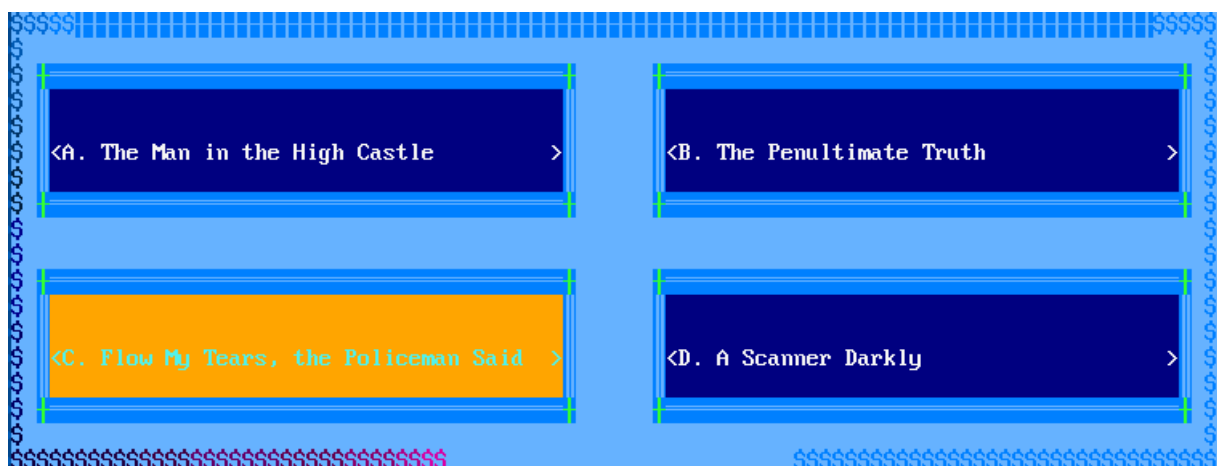 <A. The Man in the High Castle >
<B. The Penultimate Truth >
<C. Flow My Tears, the Policeman Said >
<D. A Scanner Darkly >